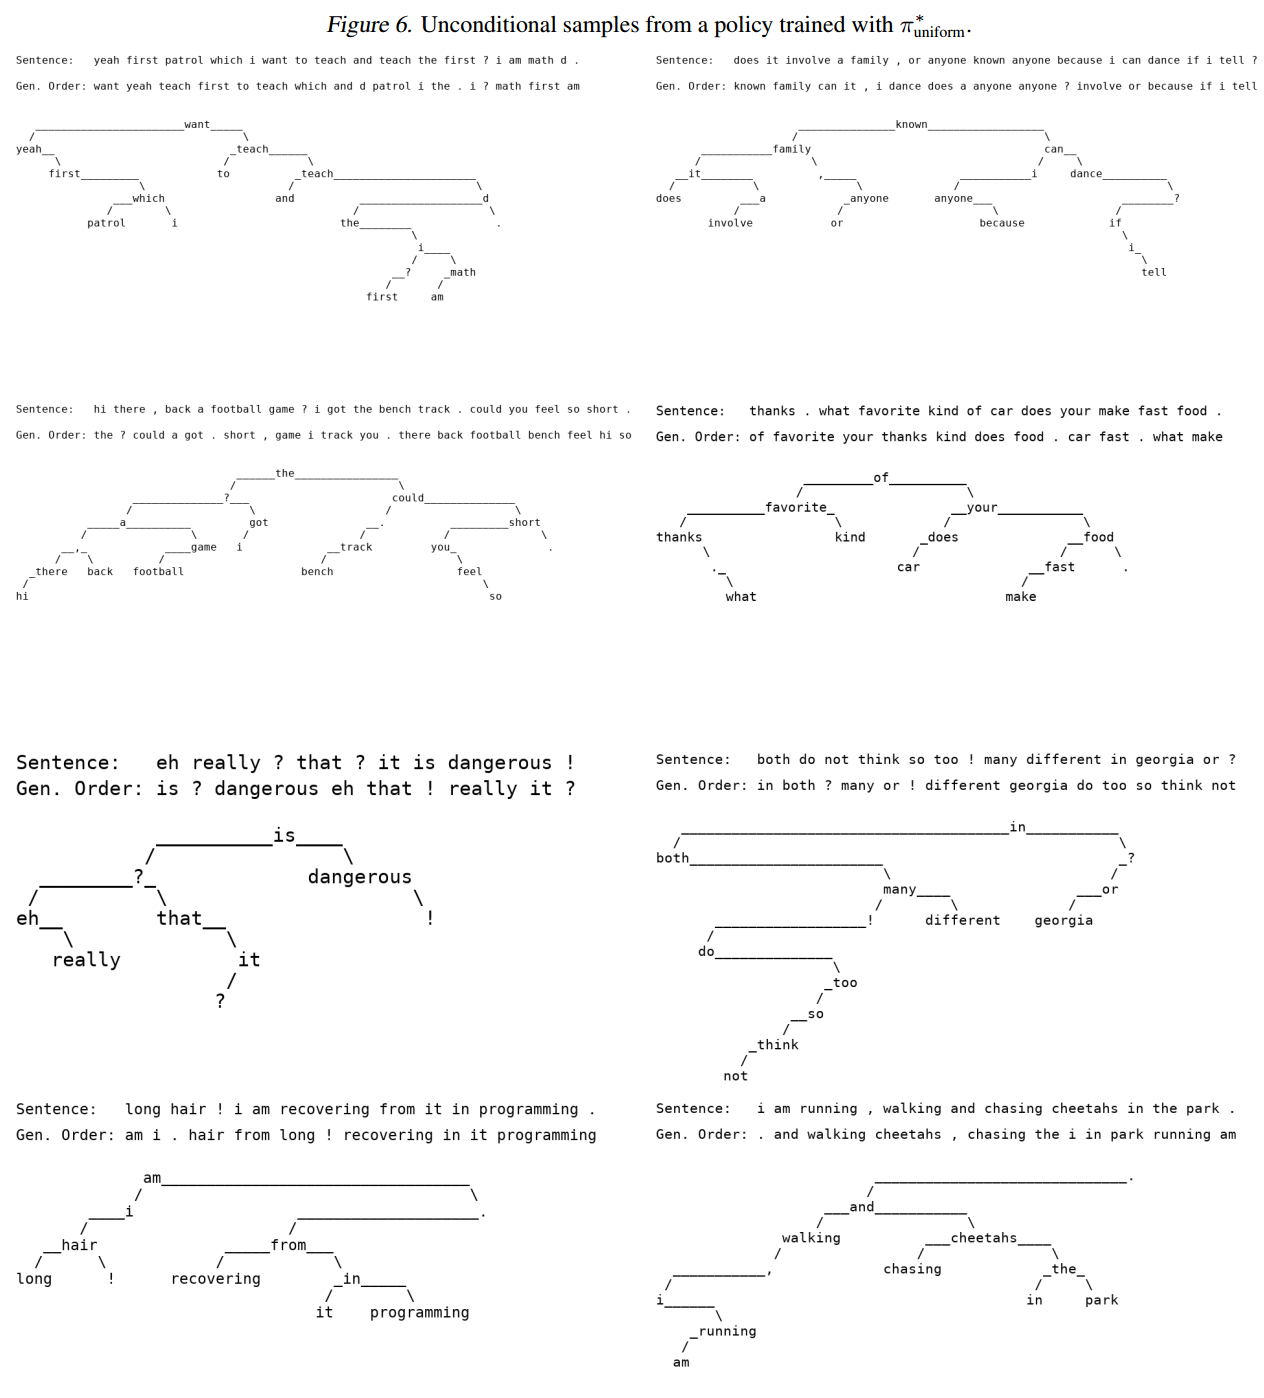 Figure 6. Unconditional samples from a policy trained with π*uniform.
Sentence: yeah first patrol which i want to teach and teach the first ? i am math d .
Gen. Order: want yeah teach first to teach which and d patrol i the . i ? math first am
want
yeah teach
first to teach
which and d
patrol i the .
i
? math
first am
Sentence: does it involve a family , or anyone known anyone because i can dance if i tell ?
Gen. Order: known family can it , i dance does a anyone anyone ? involve or because if i tell
known
family can
it , i dance
does a anyone anyone ?
involve or because if
i
tell
Sentence: hi there , back a football game ? i got the bench track . could you feel so short .
Gen. Order: the ? could a got . short , game i track you . there back football bench feel hi so
the
? could
a got . short
, game i track you .
there back football bench feel
hi so
Sentence: thanks . what favorite kind of car does your make fast food .
Gen. Order: of favorite your thanks kind does food . car fast . what make
of
favorite your
thanks kind does food
. car fast .
what make
Sentence: eh really ? that ? it is dangerous !
Gen. Order: is ? dangerous eh that ! really it ?
is
? dangerous
eh that !
really it
?
Sentence: both do not think so too ! many different in georgia or ?
Gen. Order: in both ? many or ! different georgia do too so think not
in
both ?
many or
! different georgia
do
too
so
think
not
Sentence: long hair ! i am recovering from it in programming .
Gen. Order: am i . hair from long ! recovering in it programming
am
i .
hair from
long ! recovering in
it programming
Sentence: i am running , walking and chasing cheetahs in the park .
Gen. Order: . and walking cheetahs , chasing the i in park running am
.
and
walking cheetahs
, chasing the
i in park
running
am